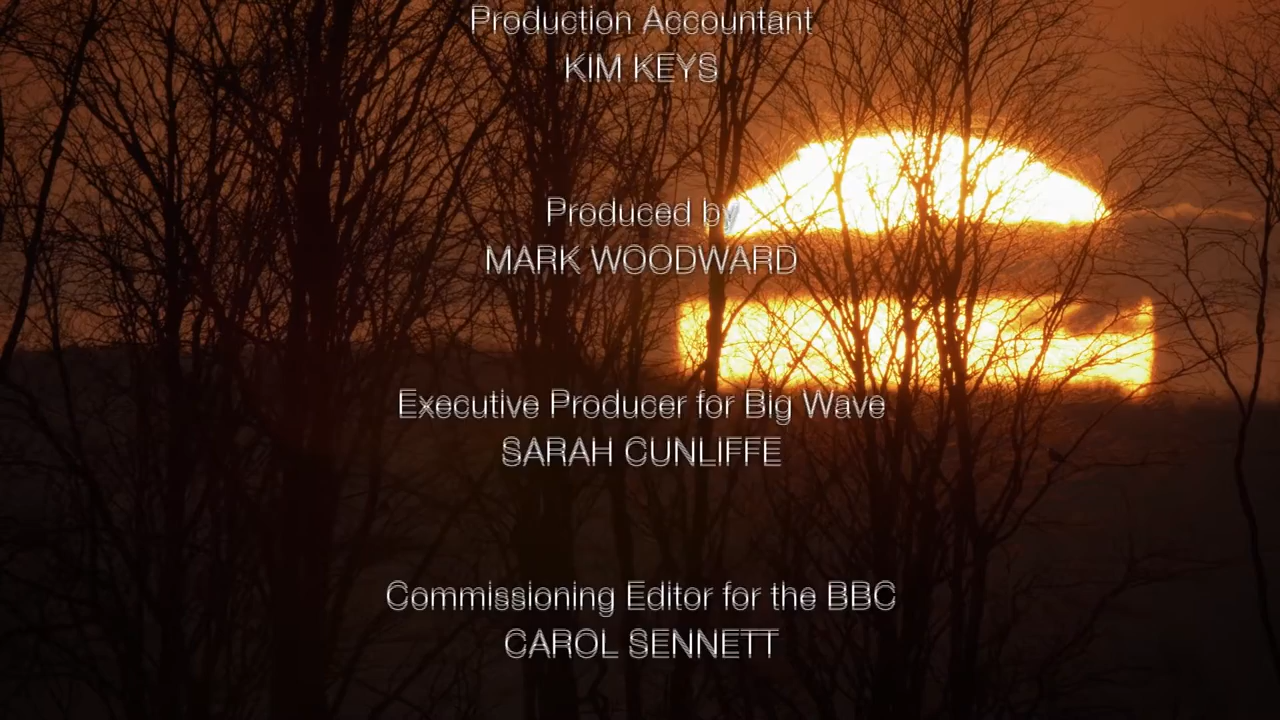 Production Accountant
KIM KEYS
Produced by
MARK WOODWARD
Executive Producer for Big Wave
SARAH CUNLIFFE
Commissioning Editor for the BBC
CAROL SENNETT